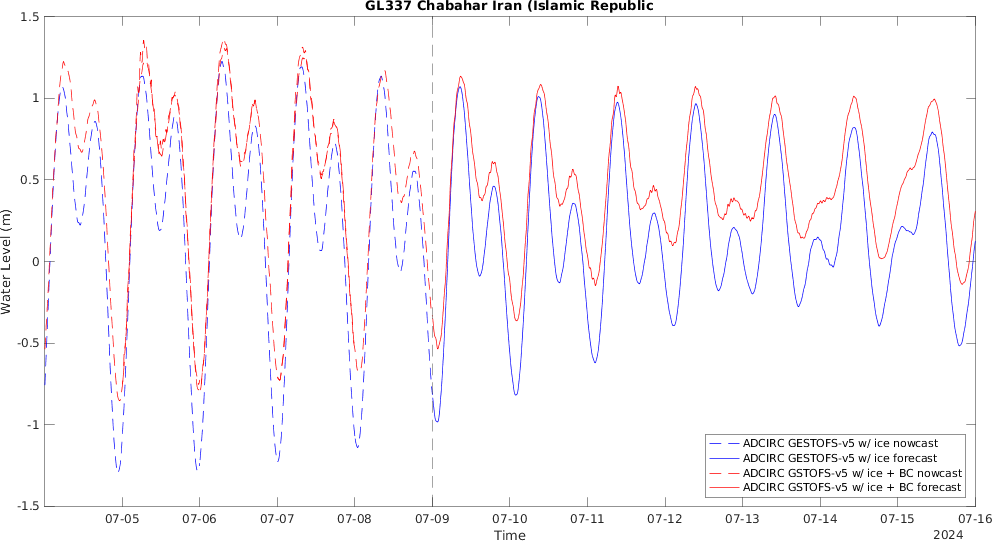 GL337 Chabahar Iran (Islamic Republic
1.5
1
0.5
0
-0.5
-1
-1.5
Water Level (m)
07-05
07-06
07-07
07-08
07-09
07-10
07-11
07-12
07-13
07-14
07-15
07-16
Time
2024
ADCIRC GESTOFS-v5 w/ ice nowcast
ADCIRC GESTOFS-v5 w/ ice forecast
ADCIRC GSTOFS-v5 w/ ice + BC nowcast
ADCIRC GSTOFS-v5 w/ ice + BC forecast